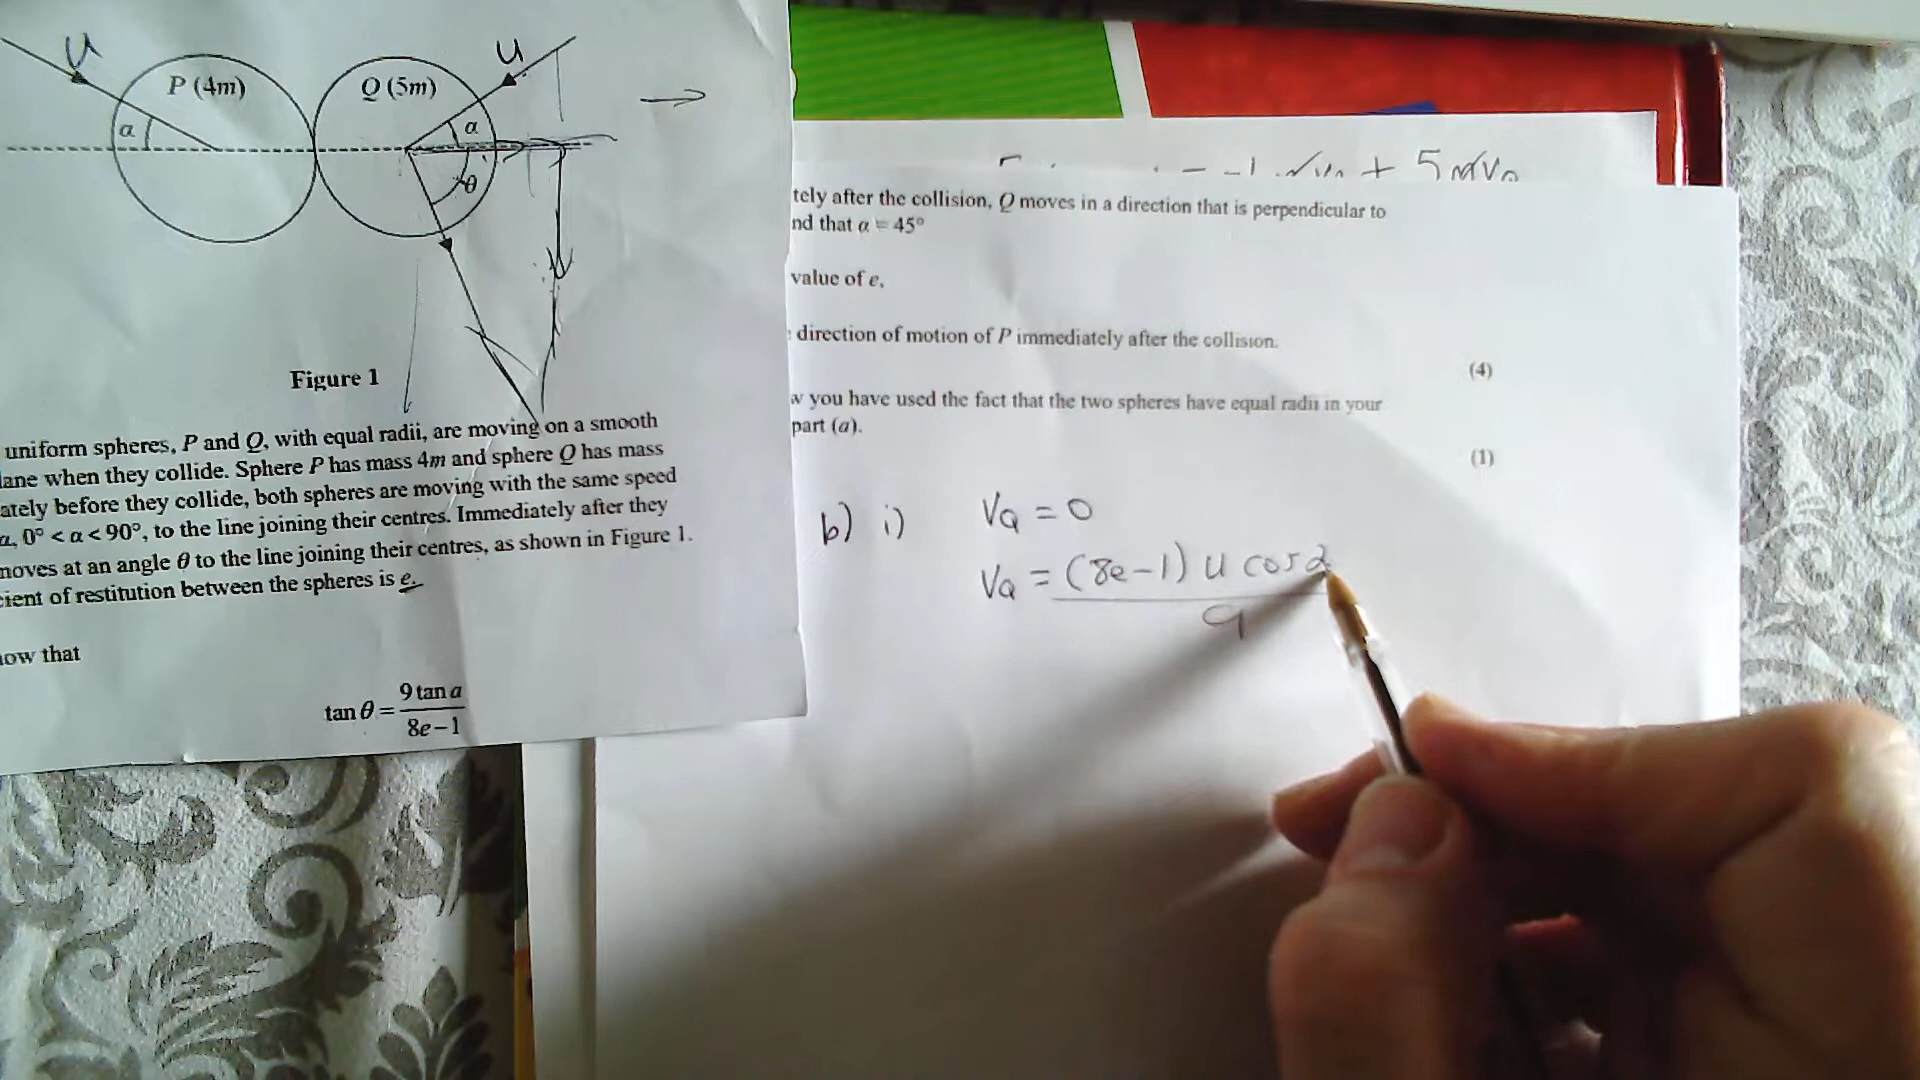 U
P (4m)
Q (5m)
u
α
α
θ
Figure 1
uniform spheres, P and Q, with equal radii, are moving on a smooth
lane when they collide. Sphere P has mass 4m and sphere Q has mass
ately before they collide, both spheres are moving with the same speed
α, 0° < α < 90°, to the line joining their centres. Immediately after they
moves at an angle θ to the line joining their centres, as shown in Figure 1.
cient of restitution between the spheres is e.
now that
tan θ = 9 tan α / 8e – 1
+ 5mVQ
tely after the collision, Q moves in a direction that is perpendicular to
nd that α = 45°
value of e,
direction of motion of P immediately after the collision.
(4)
w you have used the fact that the two spheres have equal radii in your
part (a).
(1)
b) i) VQ = 0
VQ = (8e-1) u cos α / 9